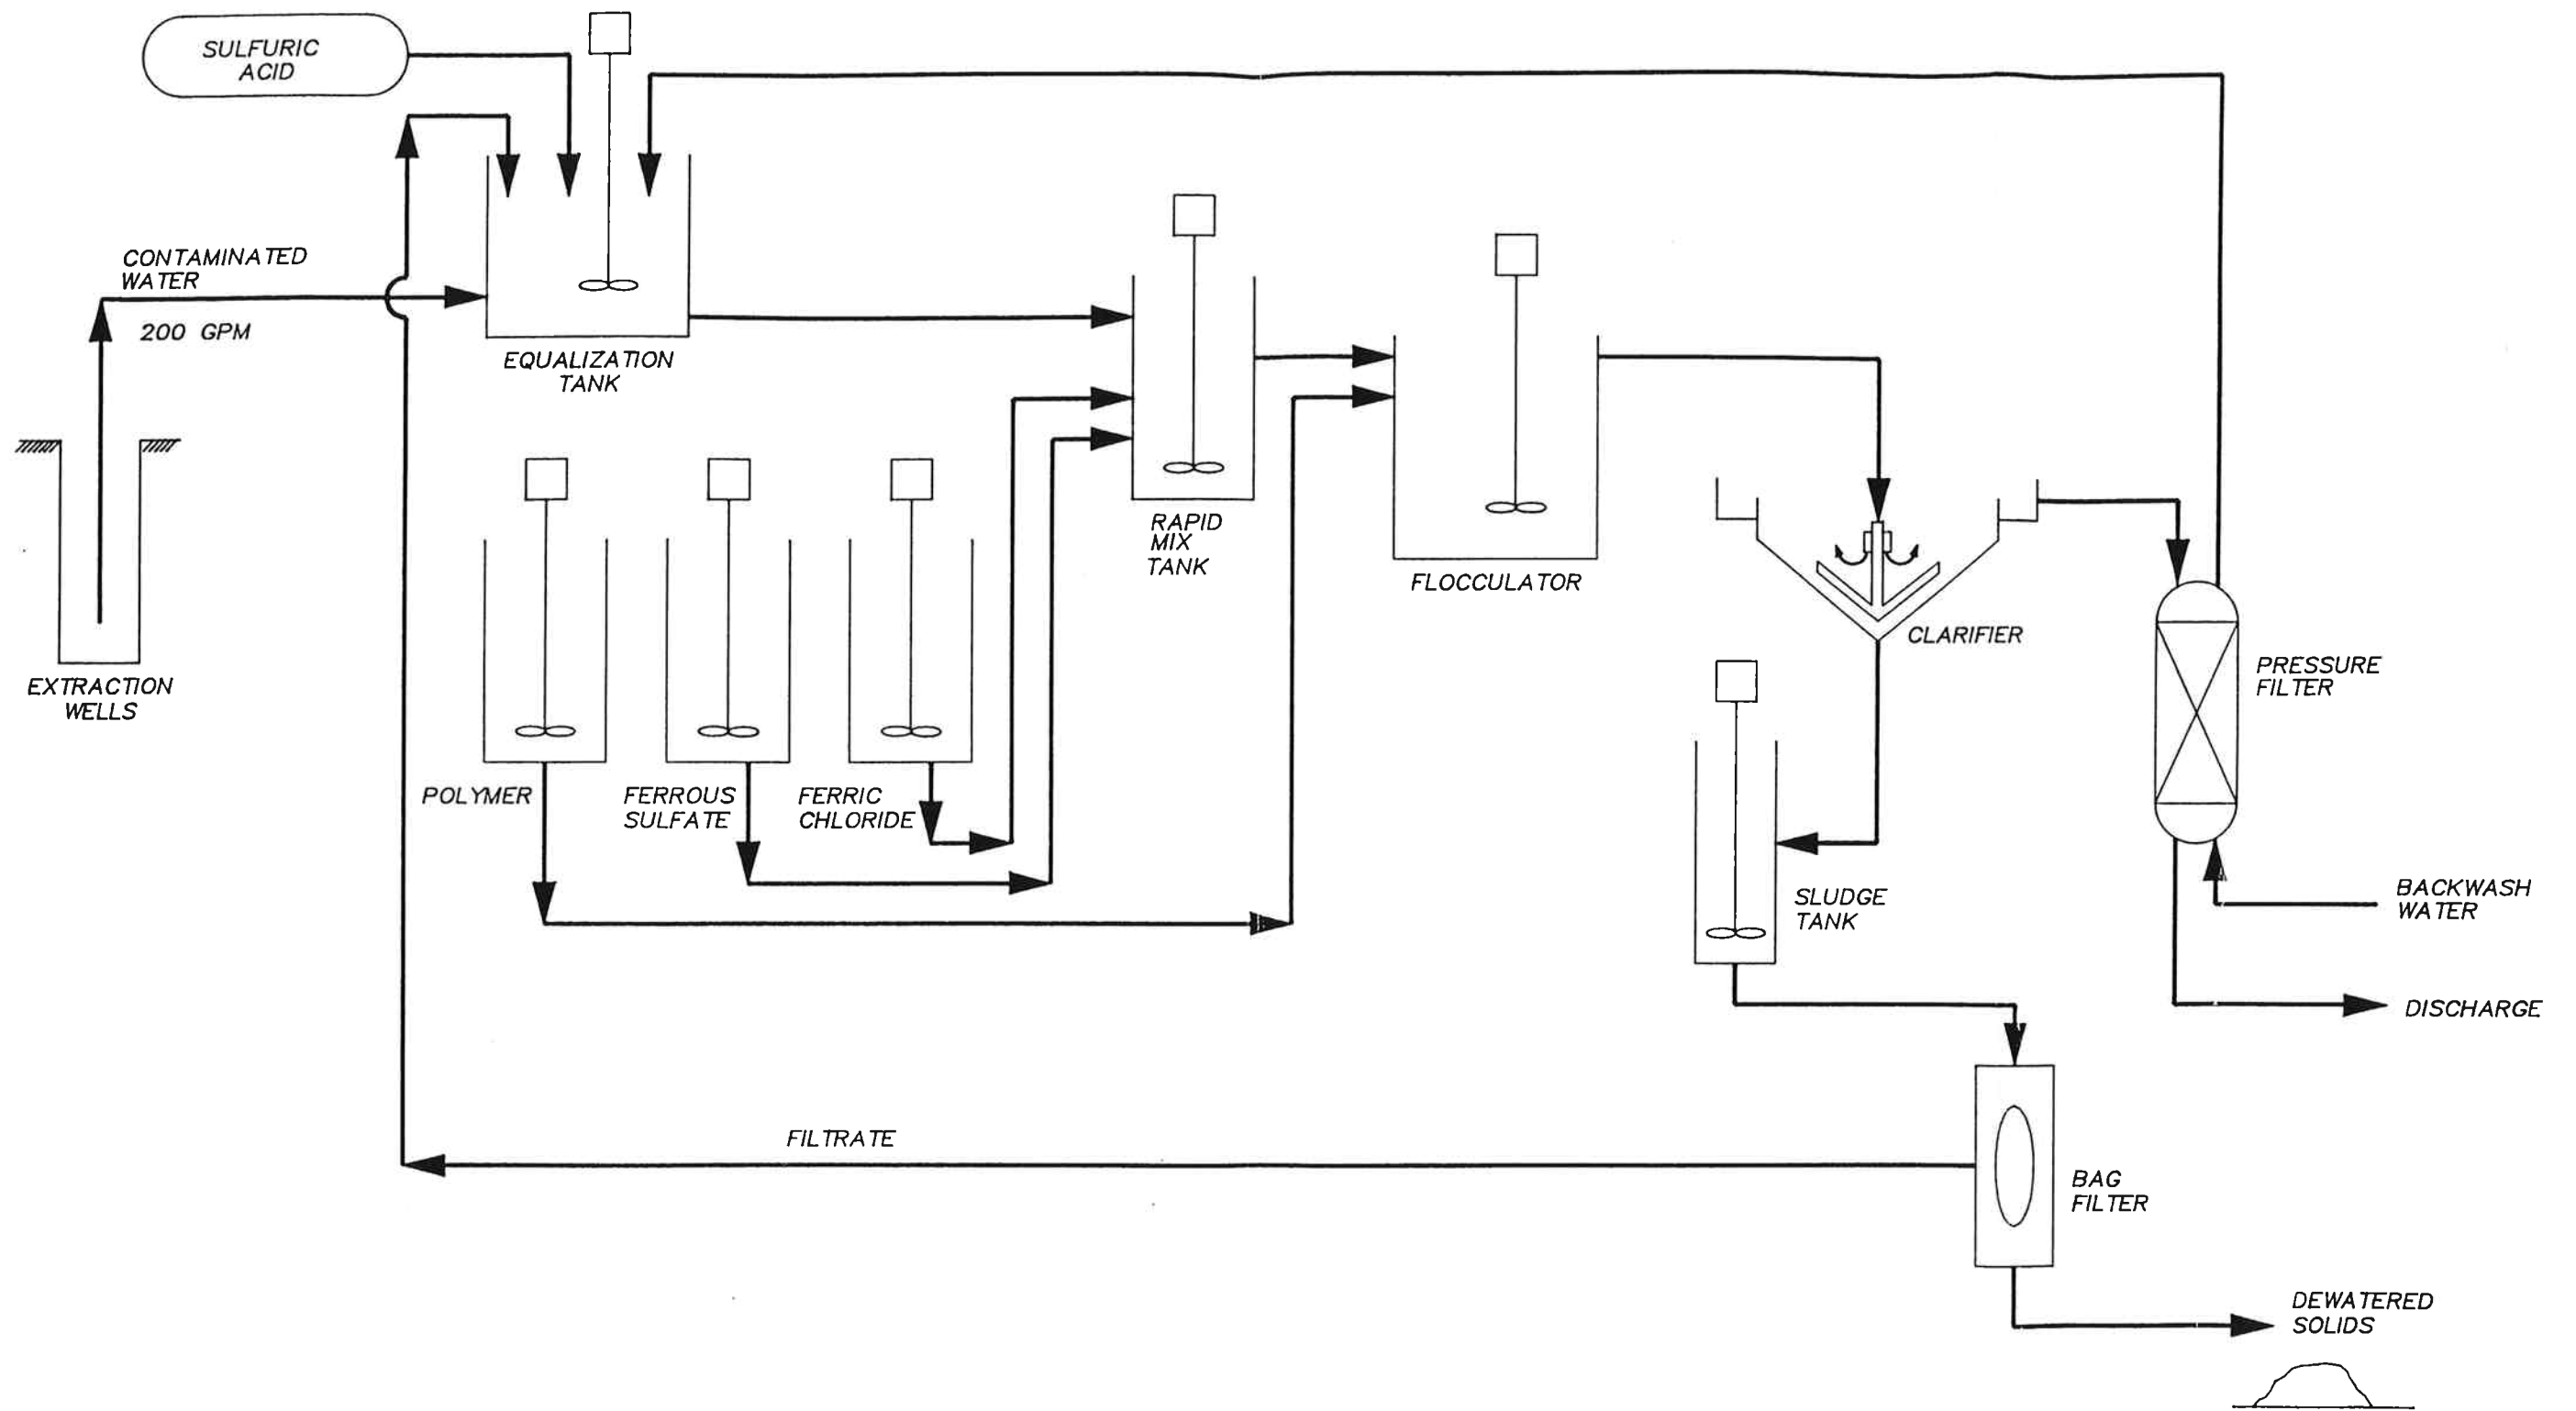 SULFURIC
ACID
CONTAMINATED
WATER
200 GPM
EQUALIZATION
TANK
EXTRACTION
WELLS
POLYMER
FERROUS
SULFATE
FERRIC
CHLORIDE
RAPID
MIX
TANK
FLOCCULATOR
CLARIFIER
PRESSURE
FILTER
SLUDGE
TANK
BACKWASH
WATER
DISCHARGE
FILTRATE
BAG
FILTER
DEWATERED
SOLIDS